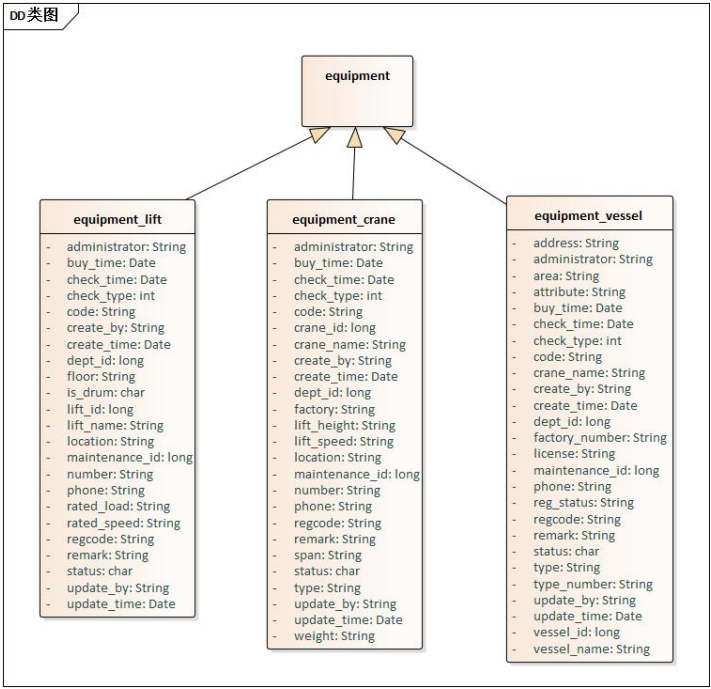 DD类图
equipment
equipment_lift
- administrator: String
- buy_time: Date
- check_time: Date
- check_type: int
- code: String
- create_by: String
- create_time: Date
- dept_id: long
- floor: String
- is_drum: char
- lift_id: long
- lift_name: String
- location: String
- maintenance_id: long
- number: String
- phone: String
- rated_load: String
- rated_speed: String
- regcode: String
- remark: String
- status: char
- update_by: String
- update_time: Date
equipment_crane
- administrator: String
- buy_time: Date
- check_time: Date
- check_type: int
- code: String
- crane_id: long
- crane_name: String
- create_by: String
- create_time: Date
- dept_id: long
- factory: String
- lift_height: String
- lift_speed: String
- location: String
- maintenance_id: long
- number: String
- phone: String
- regcode: String
- remark: String
- span: String
- status: char
- type: String
- update_by: String
- update_time: Date
- weight: String
equipment_vessel
- address: String
- administrator: String
- area: String
- attribute: String
- buy_time: Date
- check_time: Date
- check_type: int
- code: String
- crane_name: String
- create_by: String
- create_time: Date
- dept_id: long
- factory_number: String
- license: String
- maintenance_id: long
- phone: String
- reg_status: String
- regcode: String
- remark: String
- status: char
- type: String
- type_number: String
- update_by: String
- update_time: Date
- vessel_id: long
- vessel_name: String